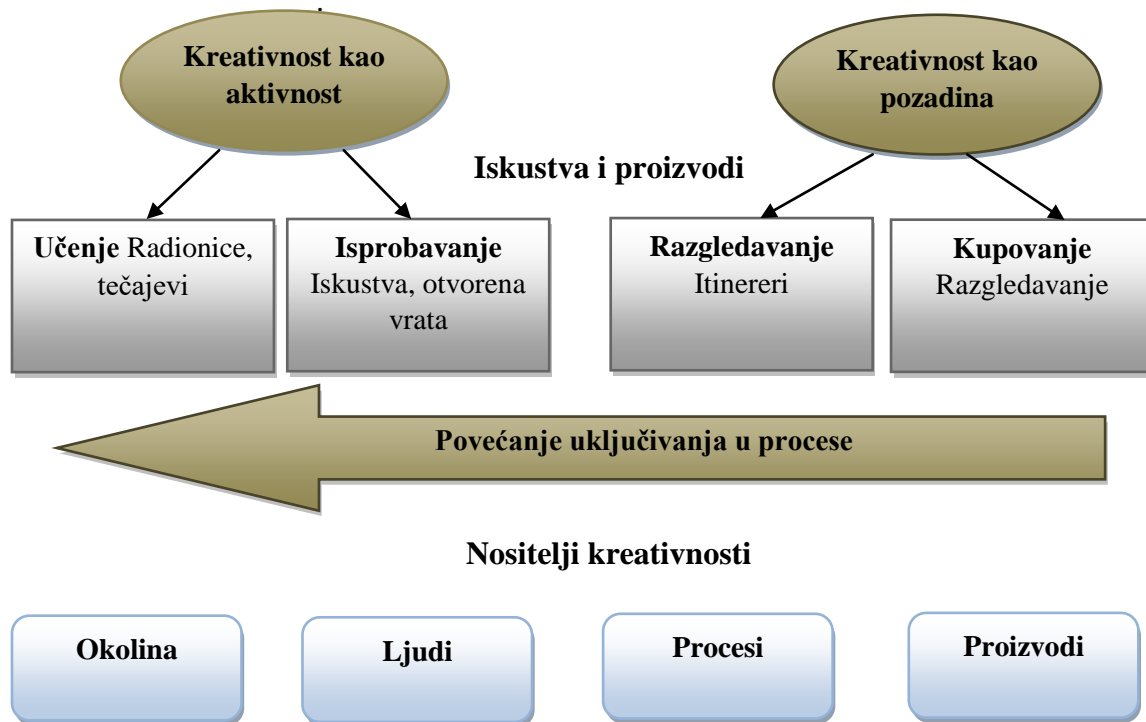 Kreativnost kao
aktivnost
Kreativnost kao
pozadina
Iskustva i proizvodi
Učenje Radionice,
tečajevi
Isprobavanje
Iskustva, otvorena
vrata
Razgledavanje
Itinereri
Kupovanje
Razgledavanje
Povećanje uključivanja u procese
Nositelji kreativnosti
Okolina
Ljudi
Procesi
Proizvodi